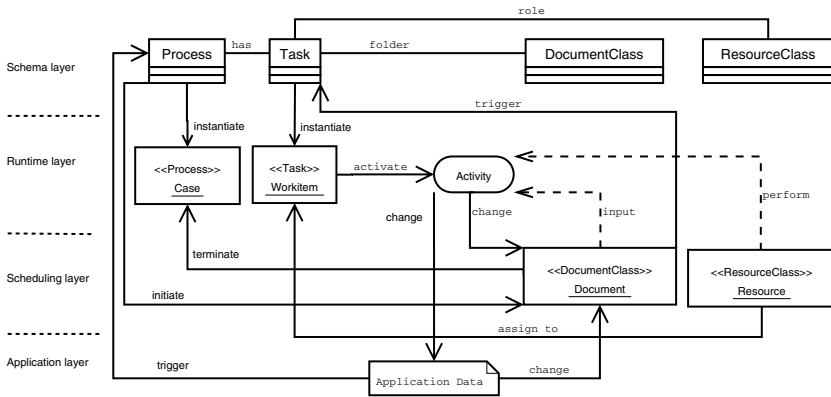 role
Process
has
Task
folder
DocumentClass
ResourceClass
Schema layer
trigger
instantiate
instantiate
Runtime layer
<<Process>>
Case
<<Task>>
Workitem
activate
Activity
perform
change
change
input
terminate
Scheduling layer
<<DocumentClass>>
Document
<<ResourceClass>>
Resource
initiate
assign to
Application layer
trigger
Application Data
change